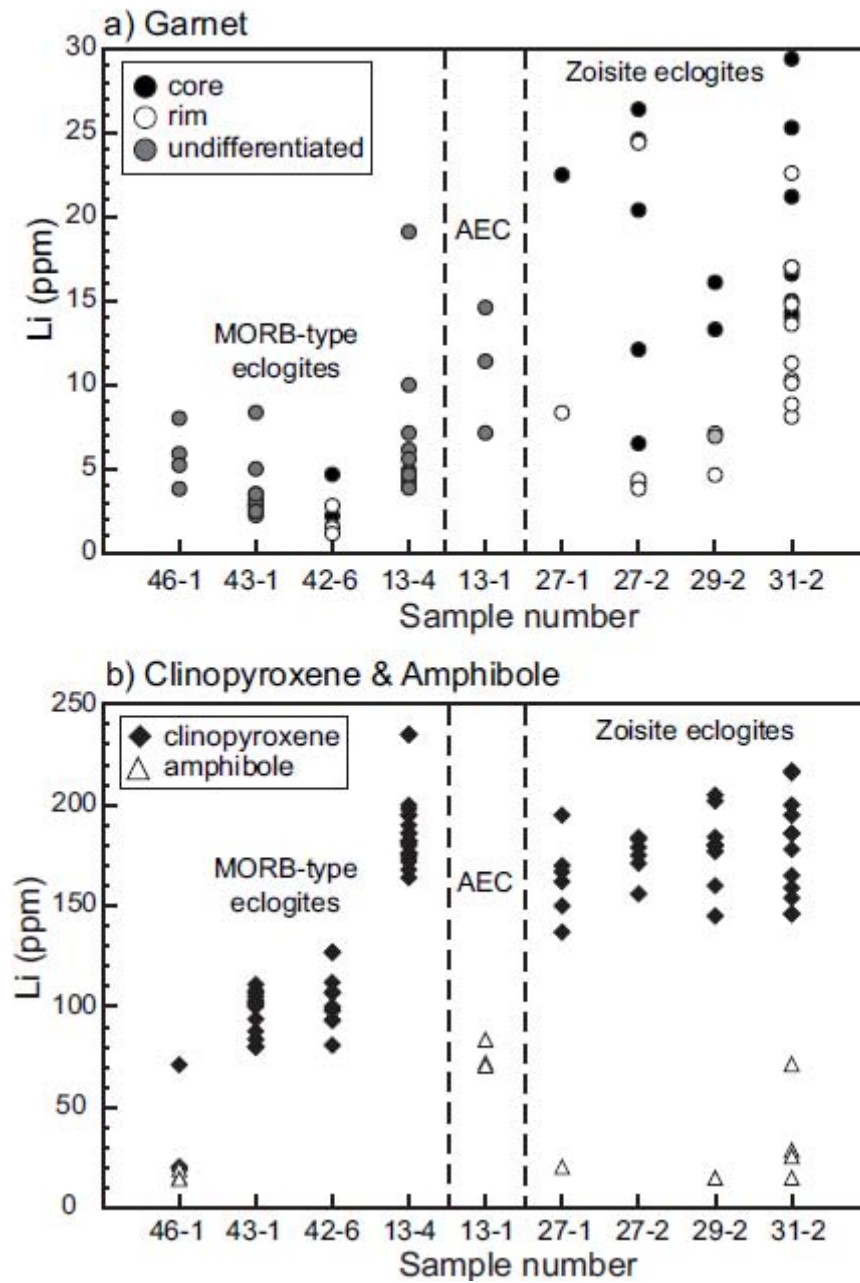 a) Garnet
30
25
20
15
10
5
0
Li (ppm)
core
rim
undifferentiated
MORB-type
eclogites
AEC
Zoisite eclogites
46-1 43-1 42-6 13-4 13-1 27-1 27-2 29-2 31-2
Sample number
b) Clinopyroxene & Amphibole
250
200
150
100
50
0
Li (ppm)
clinopyroxene
amphibole
MORB-type
eclogites
AEC
Zoisite eclogites
46-1 43-1 42-6 13-4 13-1 27-1 27-2 29-2 31-2
Sample number